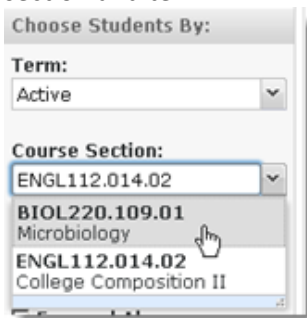 Choose Students By:
Term:
Active
Course Section:
ENGL112.014.02
BIOL220.109.01
Microbiology
ENGL112.014.02
College Composition II